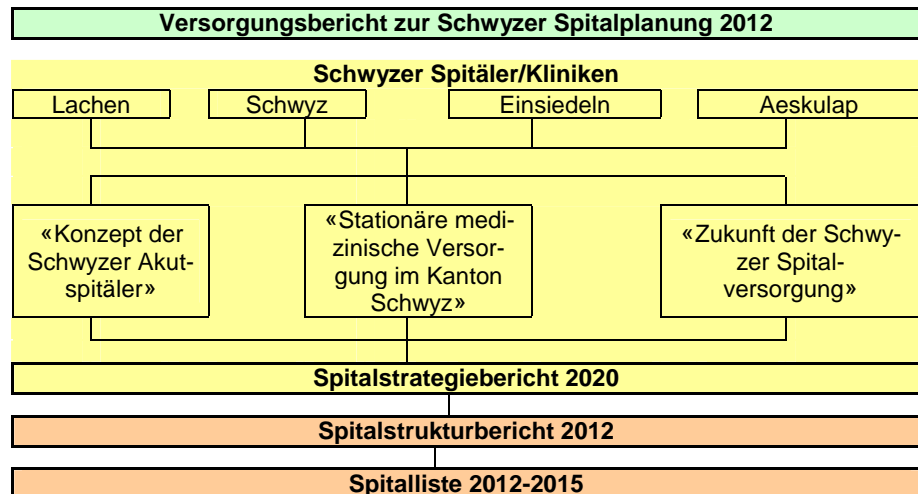 Versorgungsbericht zur Schwyzer Spitalplanung 2012
Schwyzer Spitäler/Kliniken
Lachen
Schwyz
Einsiedeln
Aeskulap
«Konzept der
Schwyzer Akut-
spitäler»
«Stationäre medi-
zinische Versor-
gung im Kanton
Schwyz»
«Zukunft der Schwy-
zer Spital-
versorgung»
Spitalstrategiebericht 2020
Spitalstrukturbericht 2012
Spitalliste 2012-2015